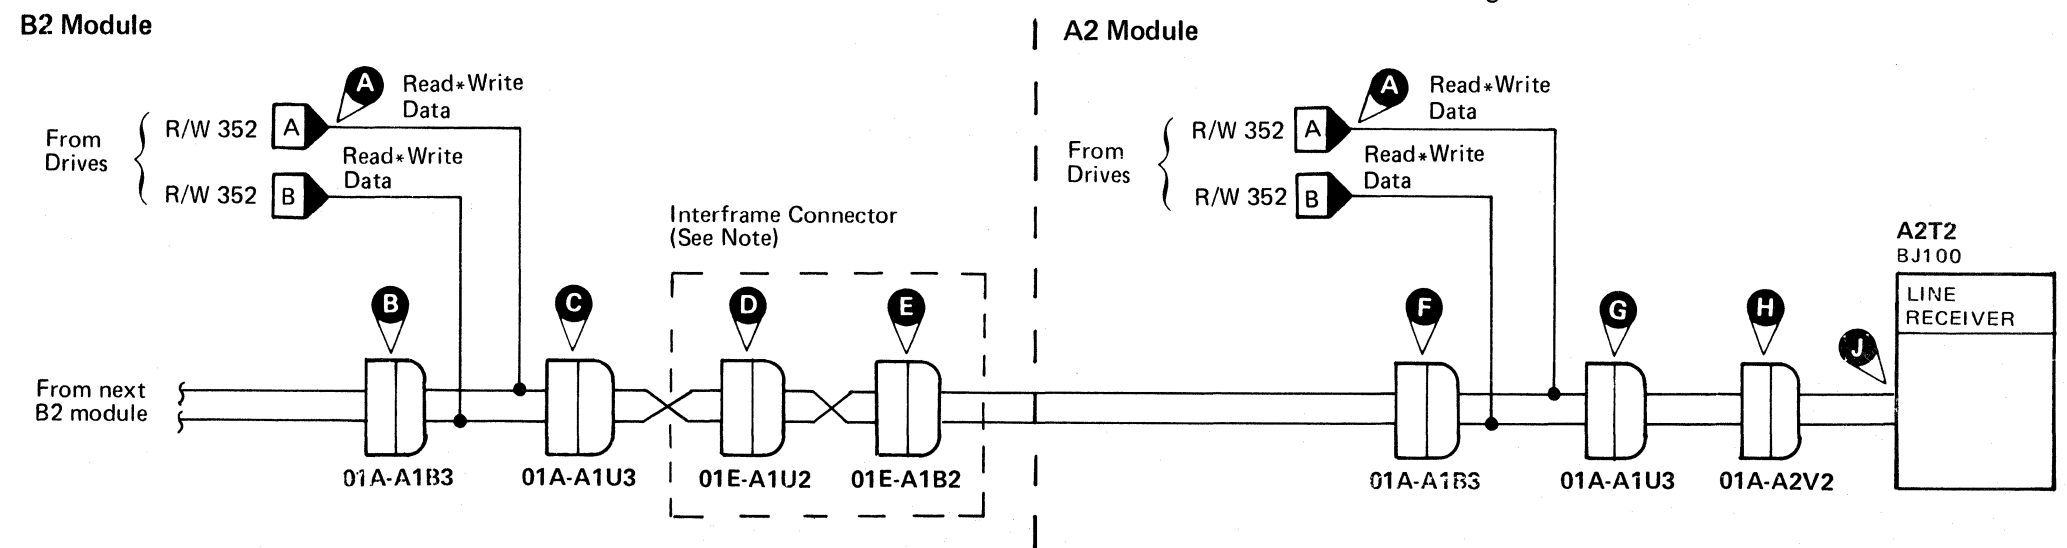 B2 Module
A2 Module
A
Read*Write
Data
From
Drives
R/W 352
A
Read*Write
Data
R/W 352
B
A
Read*Write
Data
From
Drives
R/W 352
A
Read*Write
Data
R/W 352
B
Interframe Connector
(See Note)
A2T2
BJ100
LINE
RECEIVER
B
C
D
E
F
G
H
J
From next
B2 module
01A-A1B3
01A-A1U3
01E-A1U2
01E-A1B2
01A-A1B3
01A-A1U3
01A-A2V2